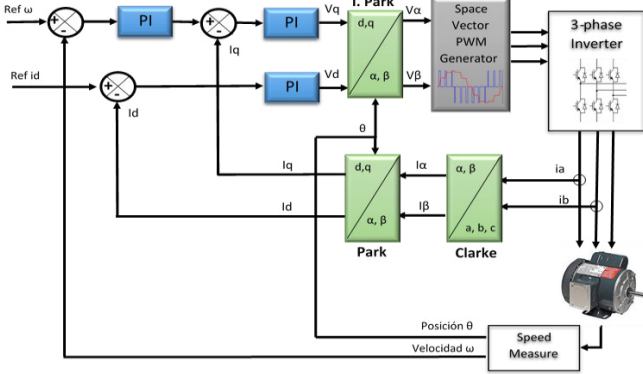 Ref ω
PI
Iq
PI
Vq
I. Park
d,q
α, β
Vα
Vβ
Space
Vector
PWM
Generator
3-phase
Inverter
Ref id
Id
PI
Vd
θ
Iq
d,q
α, β
Iα
α, β
a, b, c
ia
ib
Id
Iβ
Park
Clarke
Posición θ
Velocidad ω
Speed
Measure